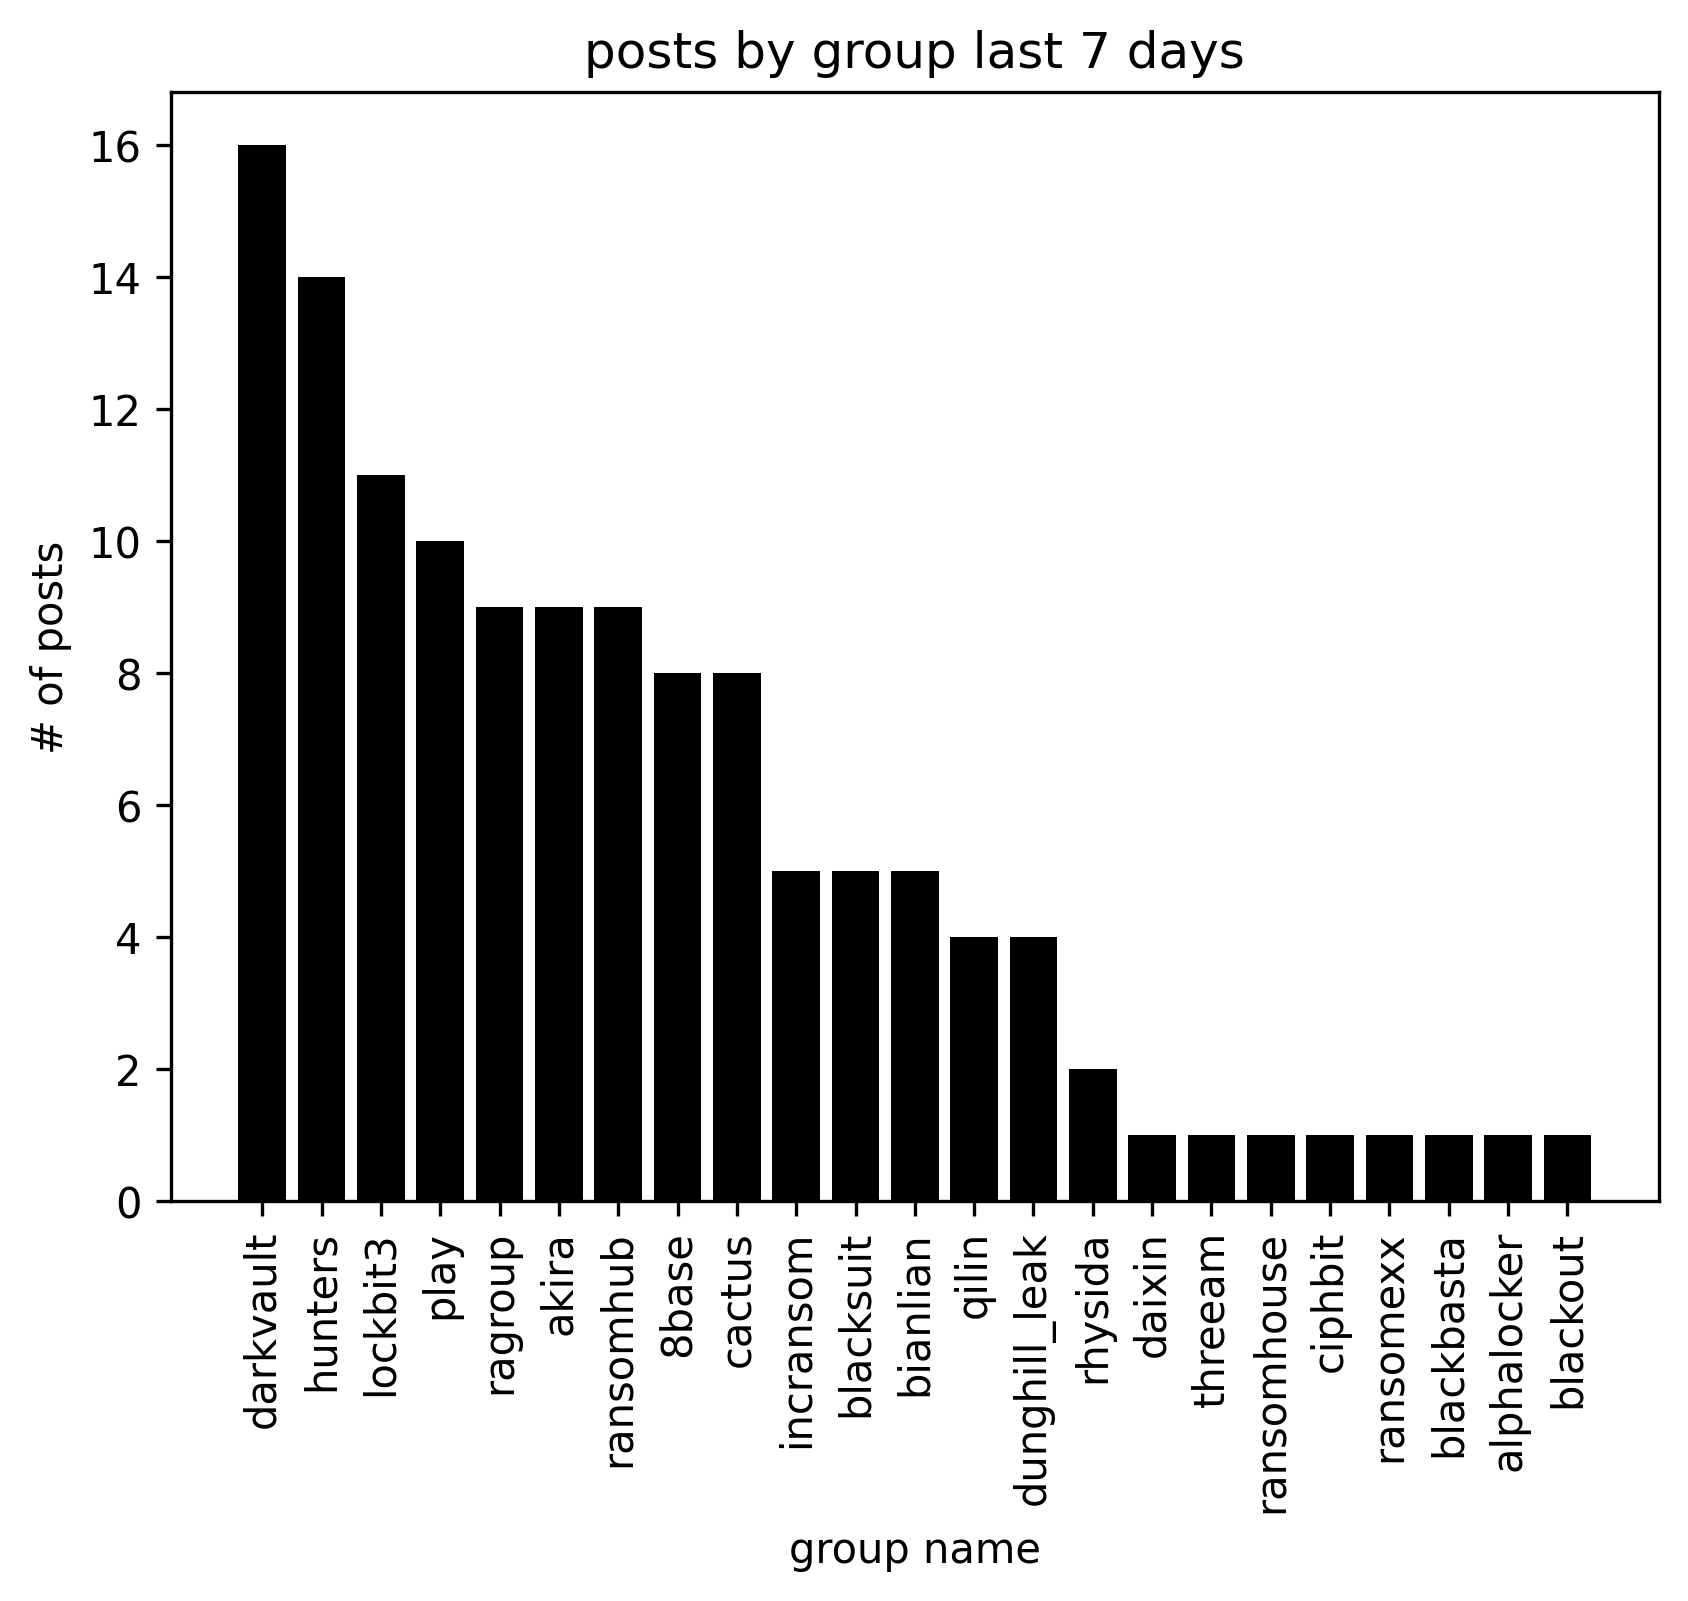 posts by group last 7 days
# of posts
16
14
12
10
8
6
4
2
0
darkvault
hunters
lockbit3
play
ragroup
akira
ransomhub
8base
cactus
incransom
blacksuit
bianlian
qilin
dunghill_leak
rhysida
daixin
threeam
ransomhouse
ciphbit
ransomexx
blackbasta
alphalocker
blackout
group name